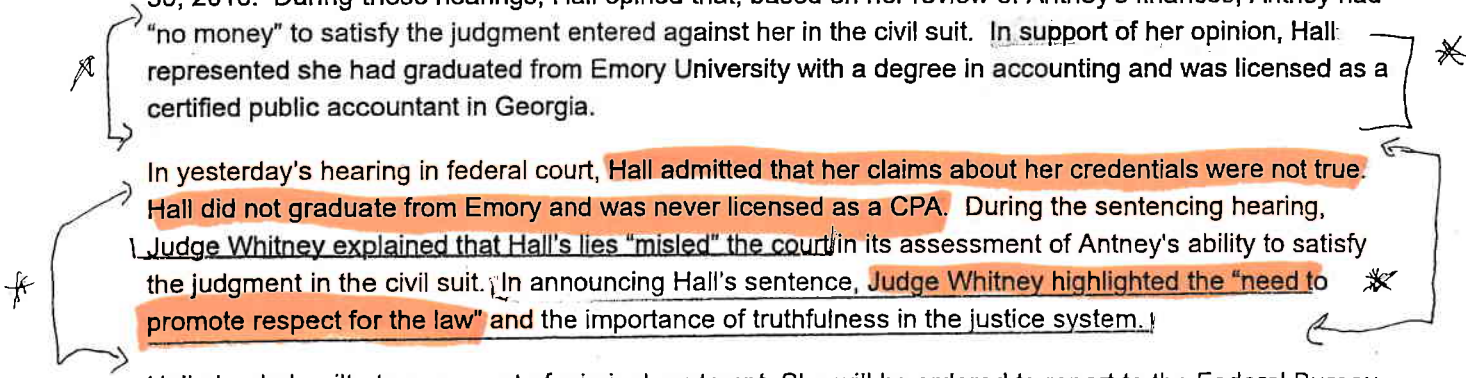 "no money" to satisfy the judgment entered against her in the civil suit. In support of her opinion, Hall
represented she had graduated from Emory University with a degree in accounting and was licensed as a
certified public accountant in Georgia.
In yesterday's hearing in federal court, Hall admitted that her claims about her credentials were not true.
Hall did not graduate from Emory and was never licensed as a CPA. During the sentencing hearing,
Judge Whitney explained that Hall's lies "misled" the court in its assessment of Antney's ability to satisfy
the judgment in the civil suit. In announcing Hall's sentence, Judge Whitney highlighted the "need to
promote respect for the law" and the importance of truthfulness in the justice system.